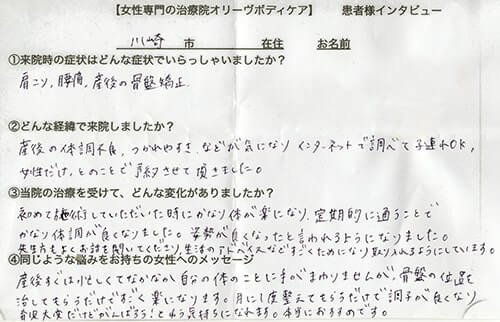 【女性専門の治療院オリーヴボディケア】 患者様インタビュー
川崎 市 在住 お名前
①来院時の症状はどんな症状でいらっしゃいましたか？
肩こり, 腰痛, 産後の骨盤矯正
②どんな経緯で来院しましたか？
産後の体調不良, つかれやすさ, などが気になり インターネットで調べて子連れOK,
女性だけ, とのことで予約させて頂きました。
③当院の治療を受けて、どんな変化がありましたか？
初めて施術していただいた時にかなり体が楽になり, 定期的に通うことで
かなり体調が良くなりました。姿勢が良くなったと言われるようになりました。
先生方もよくお話を聞いてくださり, 生活のアドバイスなどすごくためになり 取り入れるようにしています。
④同じような悩みをお持ちの女性へのメッセージ
産後すぐは忙しくてなかなか自分の体のことに手がまわりませんが, 骨盤の位置を
治してもらうだけですごく楽になります。月に1度整えてもらうだけで調子が良くなり
育児大変だけどがんばろう！という気持ちになれます。本当におすすめです。